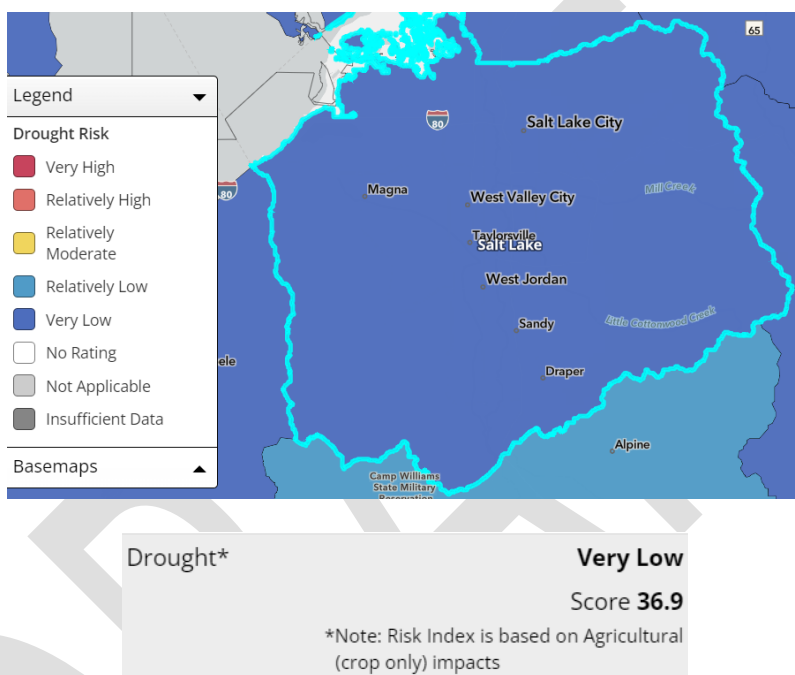 65
Legend
Drought Risk
Very High
Relatively High
Relatively
Moderate
Relatively Low
Very Low
No Rating
Not Applicable
Insufficient Data
Basemaps
80
Salt Lake City
80
Magna
West Valley City
Mill Creek
Taylorsville
Salt Lake
West Jordan
Sandy
Little Cottonwood Creek
ele
Draper
Alpine
Camp Williams
State Military
Reservation
Drought*
Very Low
Score 36.9
*Note: Risk Index is based on Agricultural
(crop only) impacts